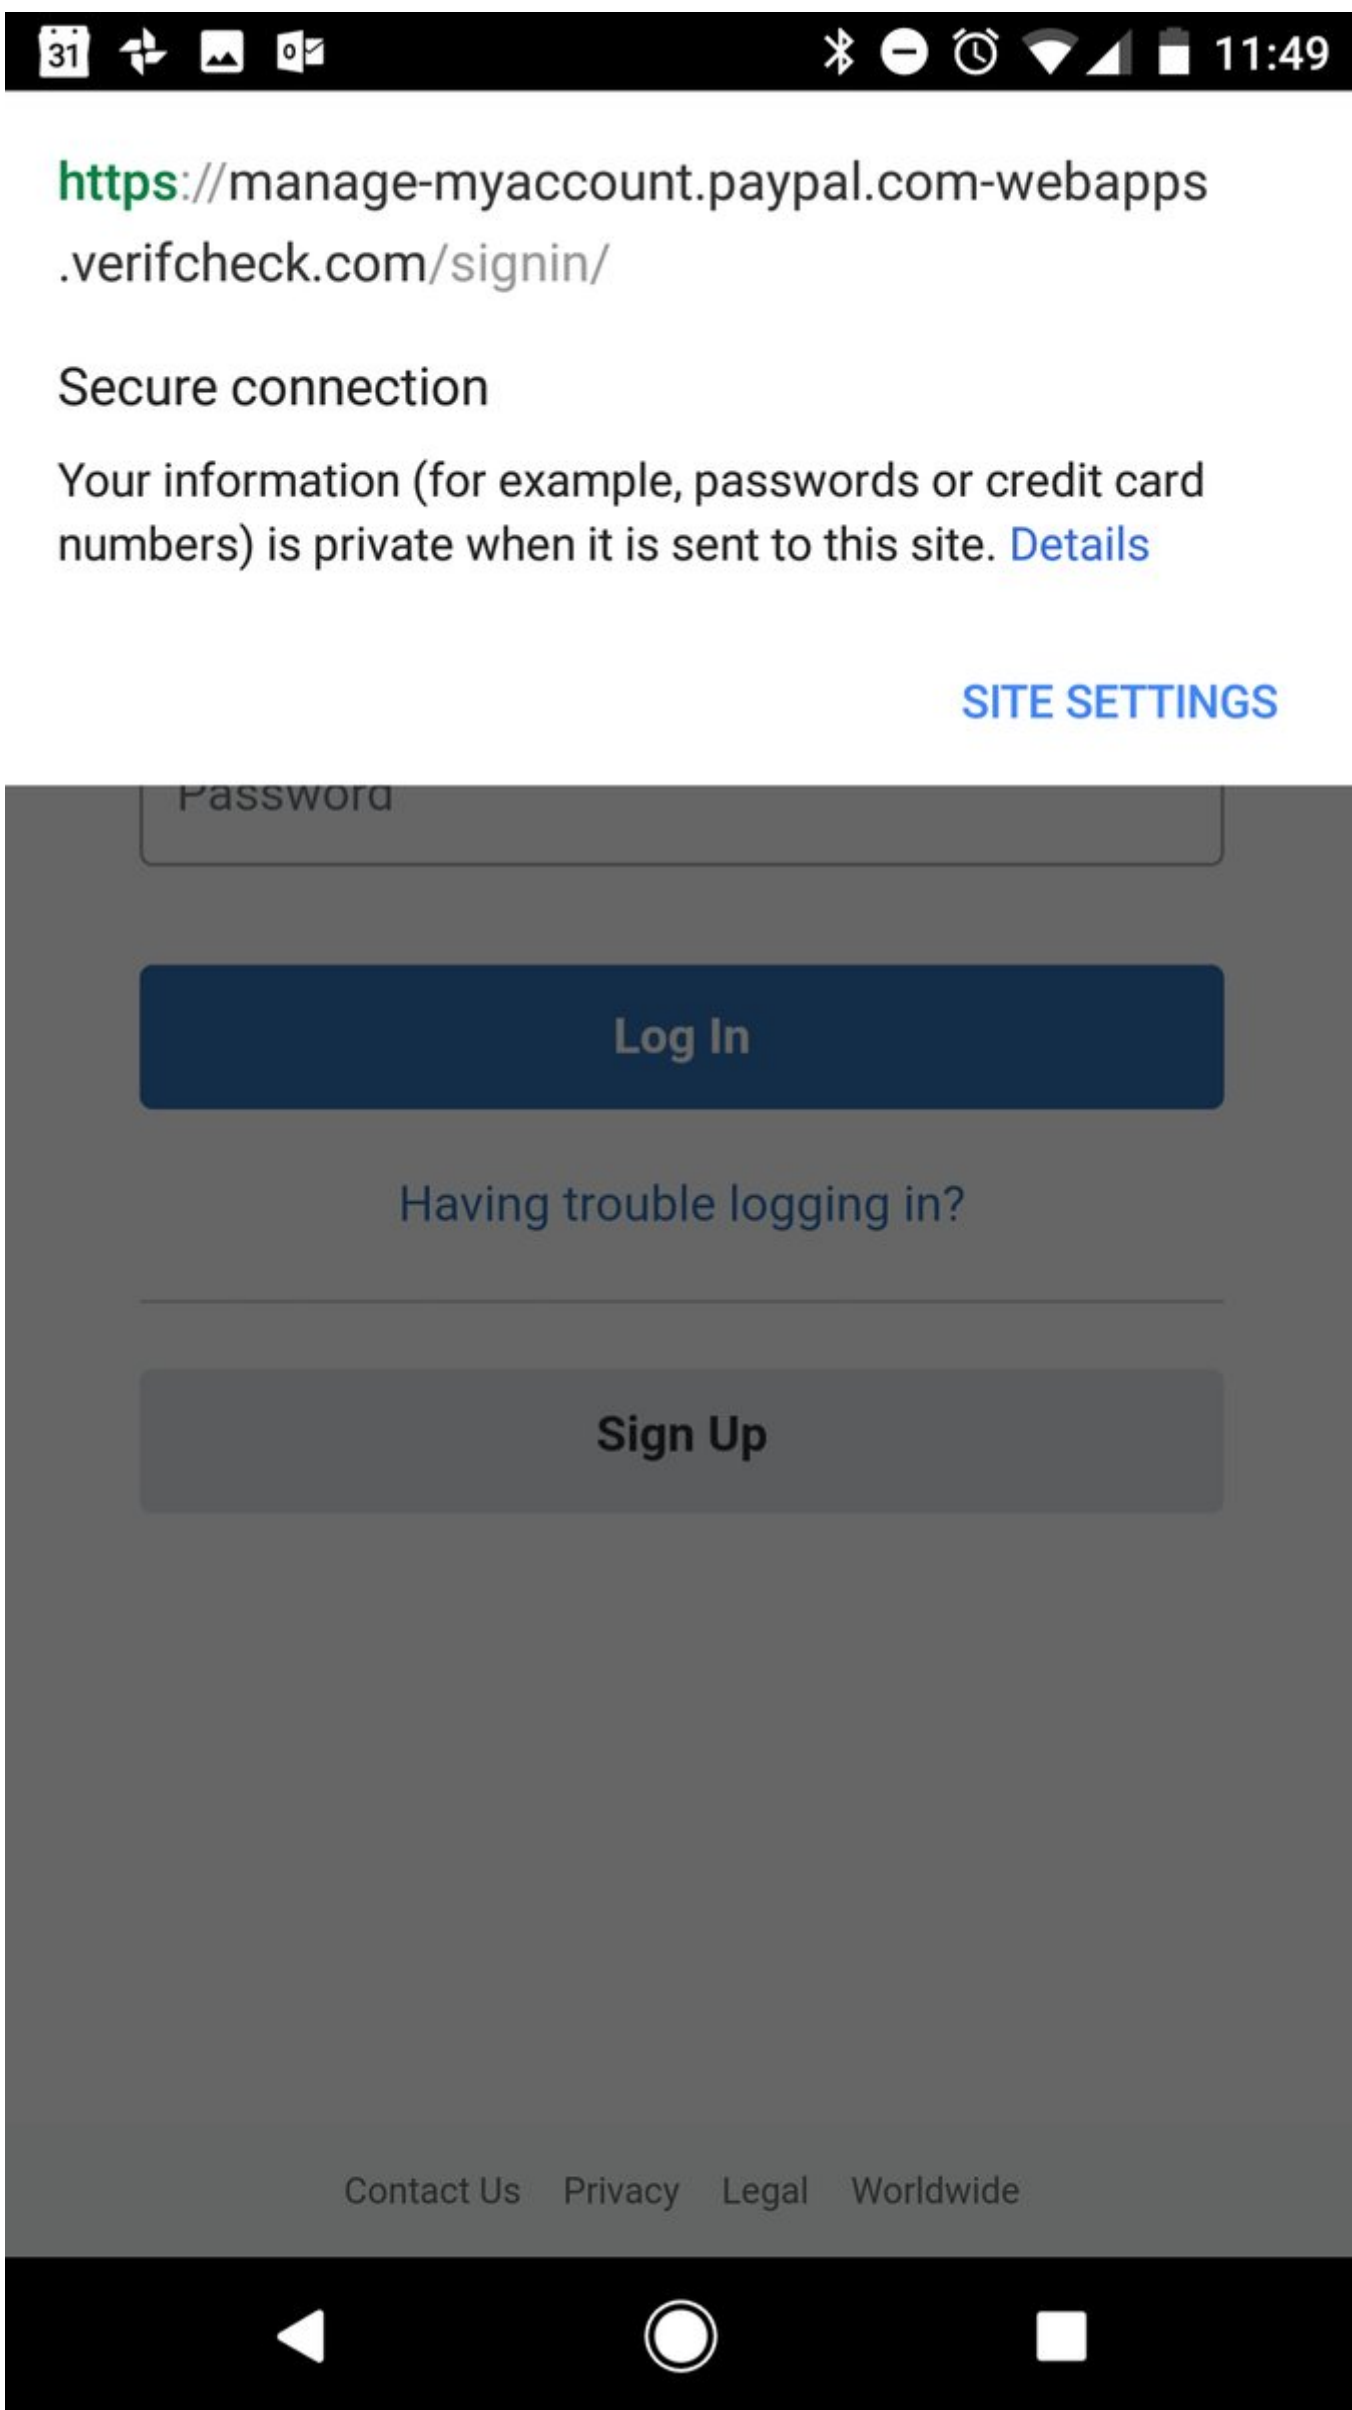 31 11:49
https://manage-myaccount.paypal.com-webapps
.verifcheck.com/signin/
Secure connection
Your information (for example, passwords or credit card
numbers) is private when it is sent to this site. Details
SITE SETTINGS
Password
Log In
Having trouble logging in?
Sign Up
Contact Us Privacy Legal Worldwide